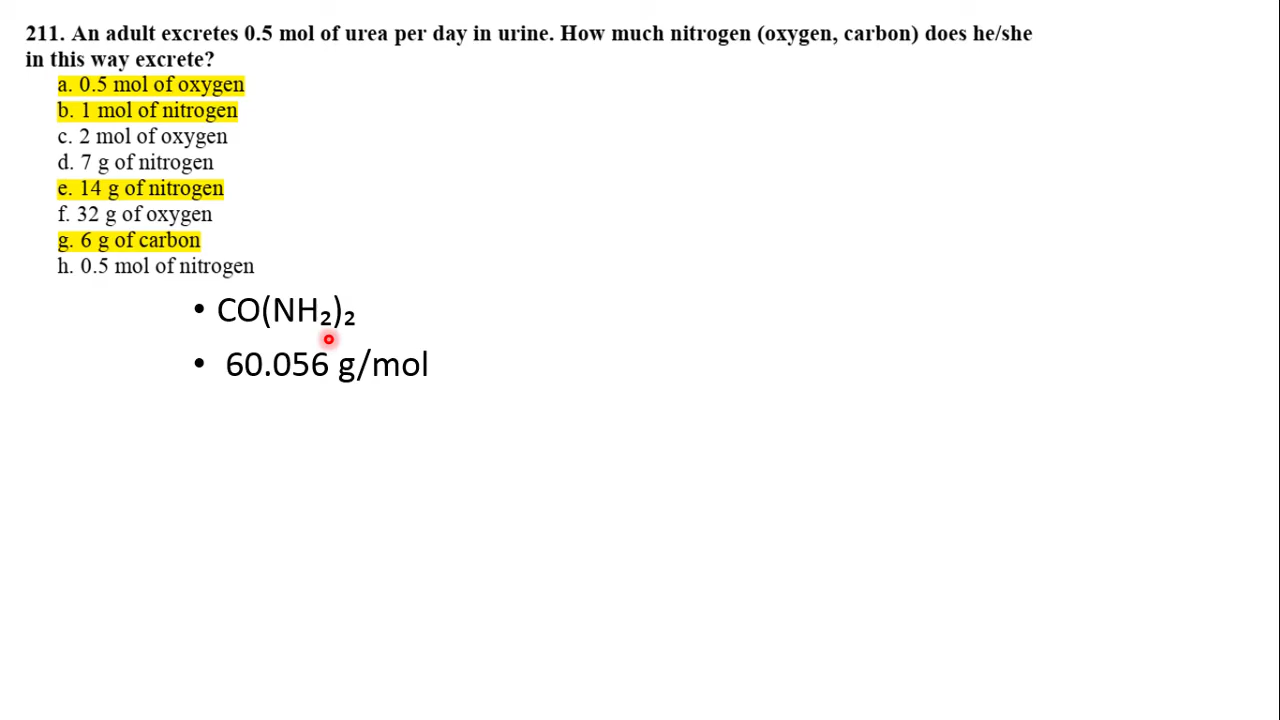 211. An adult excretes 0.5 mol of urea per day in urine. How much nitrogen (oxygen, carbon) does he/she
in this way excrete?
a. 0.5 mol of oxygen
b. 1 mol of nitrogen
c. 2 mol of oxygen
d. 7 g of nitrogen
e. 14 g of nitrogen
f. 32 g of oxygen
g. 6 g of carbon
h. 0.5 mol of nitrogen
• CO(NH₂)₂
• 60.056 g/mol